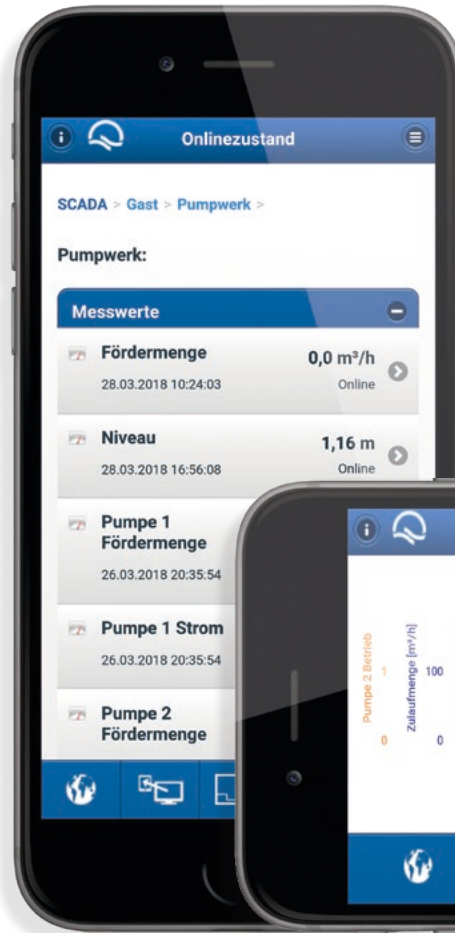 Onlinezustand
SCADA > Gast > Pumpwerk >
Pumpwerk:
Messwerte
Fördermenge
0,0 m³/h
28.03.2018 10:24:03
Online
Niveau
1,16 m
28.03.2018 16:56:08
Online
Pumpe 1
Fördermenge
26.03.2018 20:35:54
Pumpe 1 Strom
26.03.2018 20:35:54
Pumpe 2
Fördermenge
Pumpe 2 Betrieb
1
0
Zulaufmenge [m³/h]
100
0